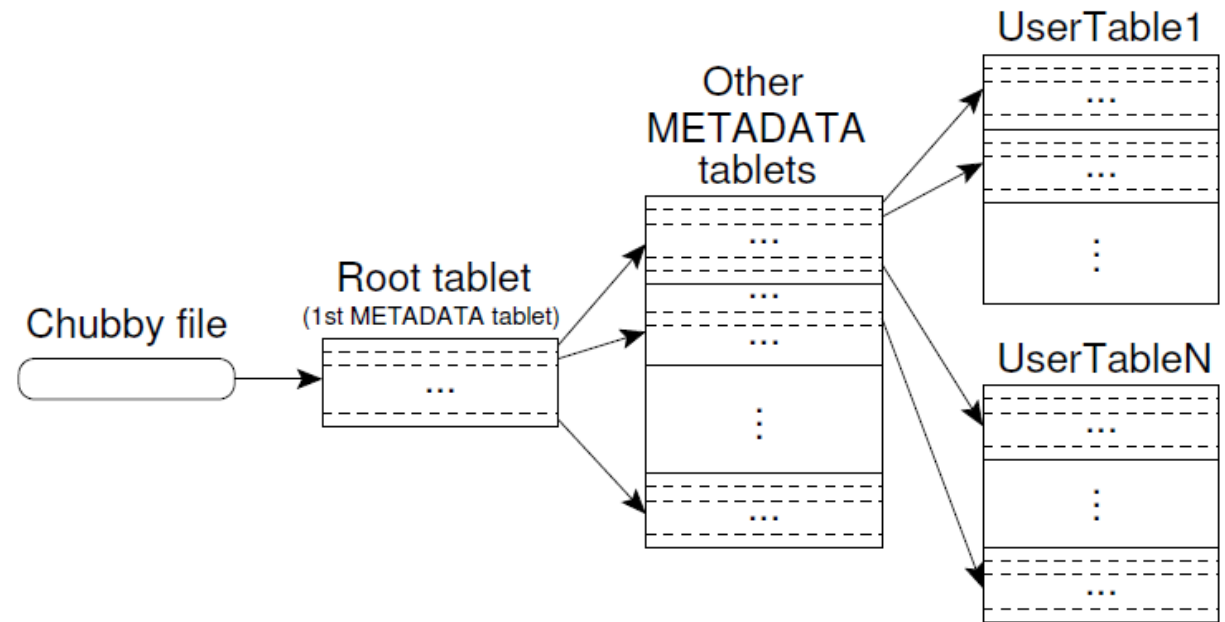 Chubby file
Root tablet
(1st METADATA tablet)
...
Other
METADATA
tablets
...
...
...
⋮
...
UserTable1
...
...
⋮
UserTableN
...
⋮
...